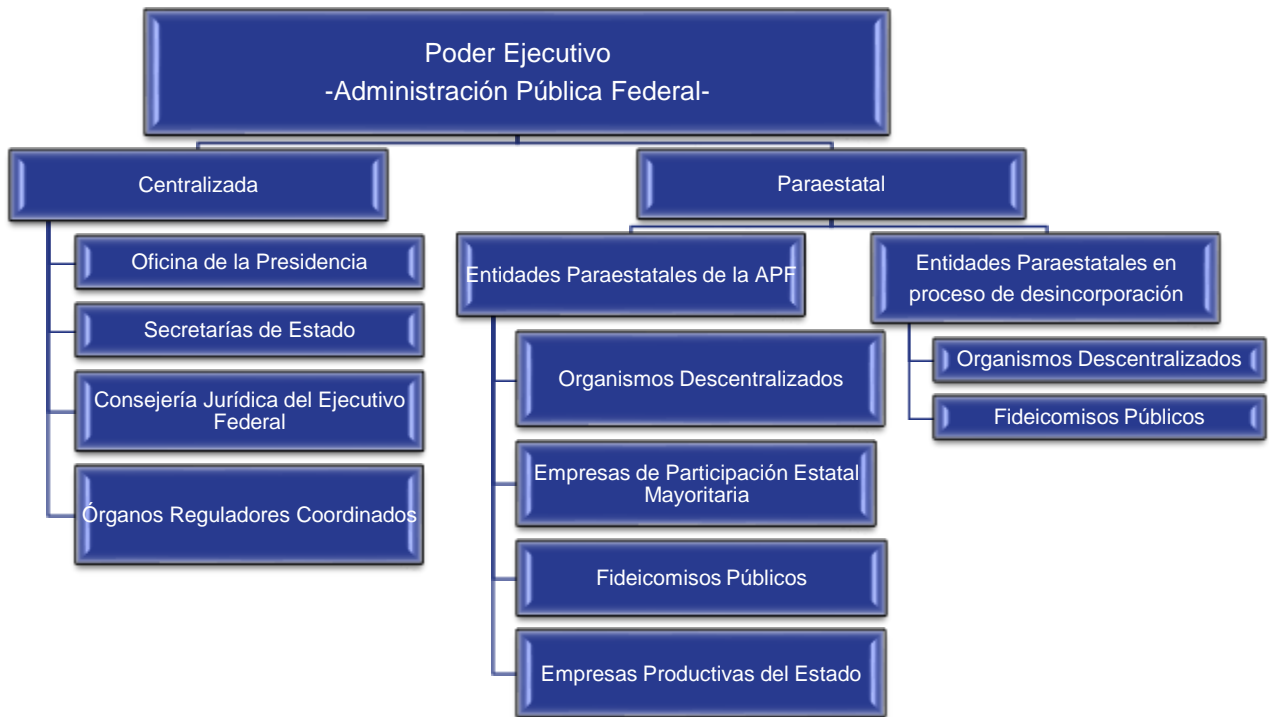 Poder Ejecutivo
-Administración Pública Federal-
Centralizada
Oficina de la Presidencia
Secretarías de Estado
Consejería Jurídica del Ejecutivo
Federal
Órganos Reguladores Coordinados
Paraestatal
Entidades Paraestatales de la APF
Organismos Descentralizados
Empresas de Participación Estatal
Mayoritaria
Fideicomisos Públicos
Empresas Productivas del Estado
Entidades Paraestatales en
proceso de desincorporación
Organismos Descentralizados
Fideicomisos Públicos